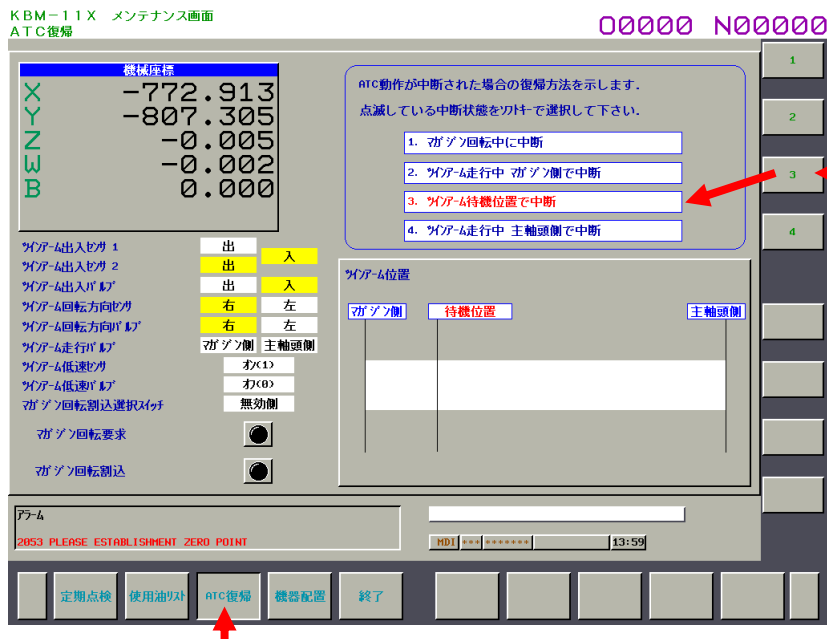 KBM－11X　メンテナンス画面
ATC復帰
O0000 N00000
機械座標
X -772.913
Y -807.305
Z -0.005
W -0.002
B 0.000
ATC動作が中断された場合の復帰方法を示します.
点滅している中断状態をｿﾌﾄｷｰで選択して下さい.
1. ﾏｶﾞｼﾞﾝ回転中に中断
2. ﾂｲﾝｱｰﾑ走行中 ﾏｶﾞｼﾞﾝ側で中断
3. ﾂｲﾝｱｰﾑ待機位置で中断
4. ﾂｲﾝｱｰﾑ走行中 主軸頭側で中断
1
2
3
4
ﾂｲﾝｱｰﾑ出入ｾﾝｻ 1 出
ﾂｲﾝｱｰﾑ出入ｾﾝｻ 2 出 入
ﾂｲﾝｱｰﾑ出入ﾊﾞﾙﾌﾞ 出 入
ﾂｲﾝｱｰﾑ回転方向ｾﾝｻ 右 左
ﾂｲﾝｱｰﾑ回転方向ﾊﾞﾙﾌﾞ 右 左
ﾂｲﾝｱｰﾑ走行ﾊﾞﾙﾌﾞ ﾏｶﾞｼﾞﾝ側 主軸頭側
ﾂｲﾝｱｰﾑ低速ｾﾝｻ ｵﾝ(1)
ﾂｲﾝｱｰﾑ低速ﾊﾞﾙﾌﾞ ｵﾌ(0)
ﾏｶﾞｼﾞﾝ回転割込選択ｽｲｯﾁ 無効側
ﾏｶﾞｼﾞﾝ回転要求
ﾏｶﾞｼﾞﾝ回転割込
ﾂｲﾝｱｰﾑ位置
ﾏｶﾞｼﾞﾝ側 待機位置 主軸頭側
ｱﾗｰﾑ
2053 PLEASE ESTABLISHMENT ZERO POINT
MDI *** ******* 13:59
定期点検 使用油ﾘｽﾄ ATC復帰 機器配置 終了